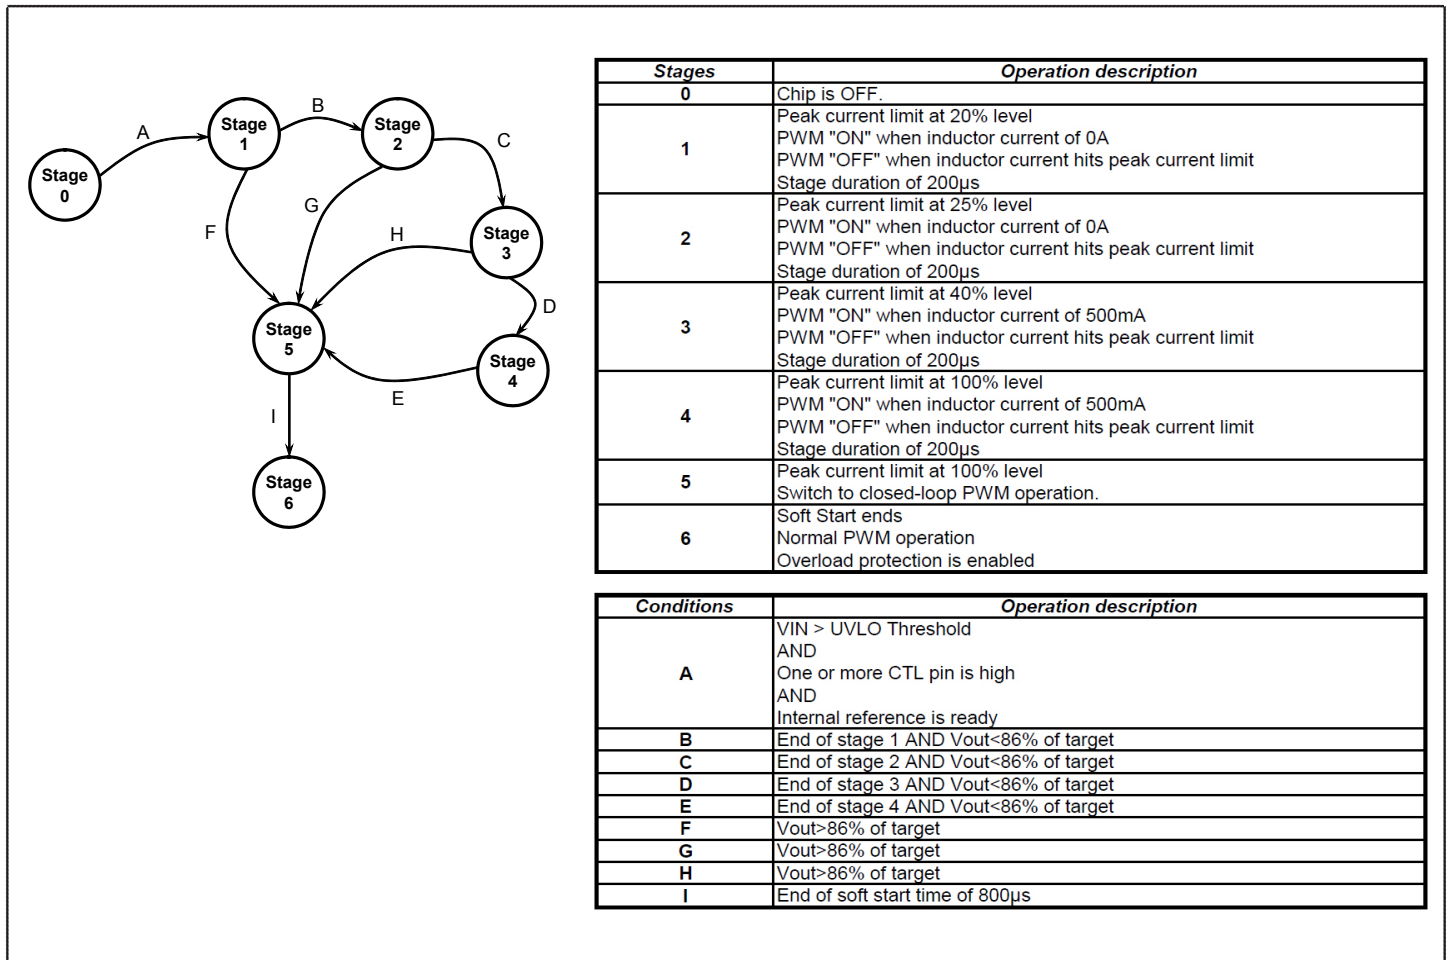 A
B
C
D
E
F
G
H
I
Stage
0
Stage
1
Stage
2
Stage
3
Stage
4
Stage
5
Stage
6
Stages Operation description
0 Chip is OFF.
1
Peak current limit at 20% level
PWM "ON" when inductor current of 0A
PWM "OFF" when inductor current hits peak current limit
Stage duration of 200µs
2
Peak current limit at 25% level
PWM "ON" when inductor current of 0A
PWM "OFF" when inductor current hits peak current limit
Stage duration of 200µs
3
Peak current limit at 40% level
PWM "ON" when inductor current of 500mA
PWM "OFF" when inductor current hits peak current limit
Stage duration of 200µs
4
Peak current limit at 100% level
PWM "ON" when inductor current of 500mA
PWM "OFF" when inductor current hits peak current limit
Stage duration of 200µs
5
Peak current limit at 100% level
Switch to closed-loop PWM operation.
6
Soft Start ends
Normal PWM operation
Overload protection is enabled
Conditions Operation description
A
VIN > UVLO Threshold
AND
One or more CTL pin is high
AND
Internal reference is ready
B End of stage 1 AND Vout<86% of target
C End of stage 2 AND Vout<86% of target
D End of stage 3 AND Vout<86% of target
E End of stage 4 AND Vout<86% of target
F Vout>86% of target
G Vout>86% of target
H Vout>86% of target
I End of soft start time of 800µs